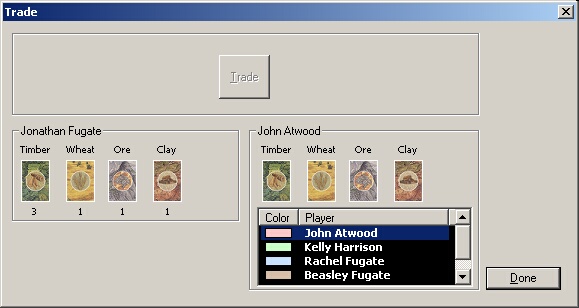 Trade
Trade
Jonathan Fugate
Timber Wheat Ore Clay
3 1 1 1
John Atwood
Timber Wheat Ore Clay
Color Player
John Atwood
Kelly Harrison
Rachel Fugate
Beasley Fugate
Done